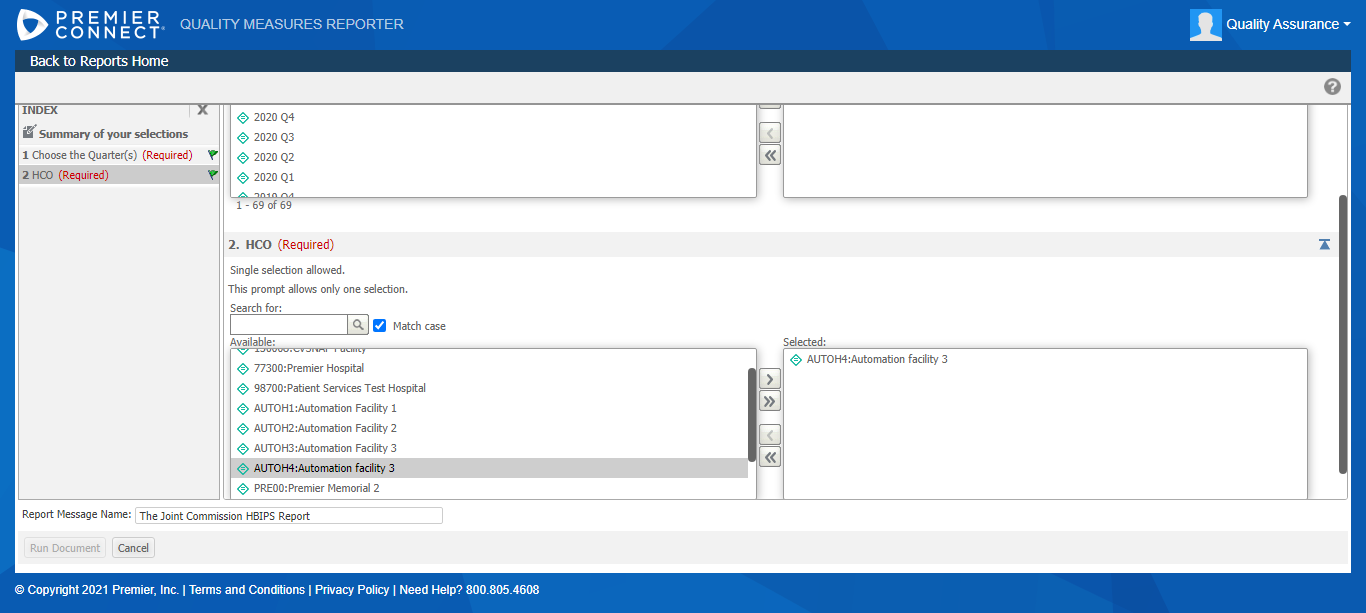 PREMIER CONNECT® QUALITY MEASURES REPORTER
Quality Assurance
Back to Reports Home
?
INDEX X
Summary of your selections
1 Choose the Quarter(s) (Required)
2 HCO (Required)
2020 Q4
2020 Q3
2020 Q2
2020 Q1
2019 Q4
1 - 69 of 69
2. HCO (Required)
Single selection allowed.
This prompt allows only one selection.
Search for:
Match case
Available:
Facility
77300:Premier Hospital
98700:Patient Services Test Hospital
AUTOH1:Automation Facility 1
AUTOH2:Automation Facility 2
AUTOH3:Automation Facility 3
AUTOH4:Automation facility 3
PRE00:Premier Memorial 2
Selected:
AUTOH4:Automation facility 3
Report Message Name: The Joint Commission HBIPS Report
Run Document Cancel
© Copyright 2021 Premier, Inc. | Terms and Conditions | Privacy Policy | Need Help? 800.805.4608